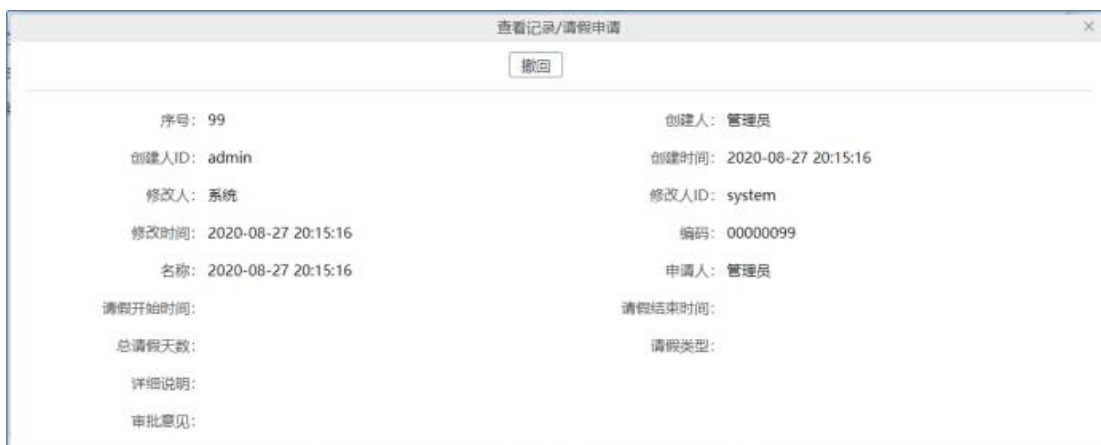 查看记录/请假申请
撤回
序号: 99 创建人: 管理员
创建人ID: admin 创建时间: 2020-08-27 20:15:16
修改人: 系统 修改人ID: system
修改时间: 2020-08-27 20:15:16 编码: 00000099
名称: 2020-08-27 20:15:16 申请人: 管理员
请假开始时间: 请假结束时间:
总请假天数: 请假类型:
详细说明:
审批意见: